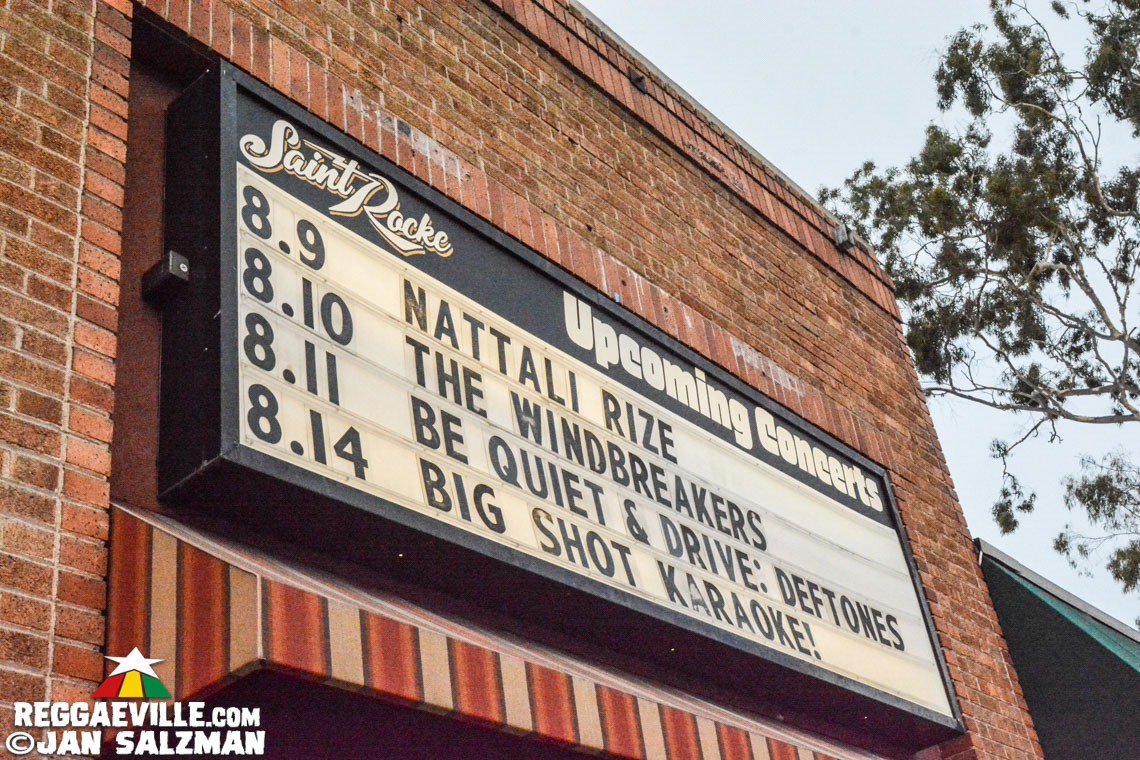 Saint Rocke
Upcoming Concerts
8.9 NATTALI RIZE
8.10 THE WINDBREAKERS
8.11 BE QUIET & DRIVE: DEFTONES
8.14 BIG SHOT KARAOKE!
REGGAEVILLE.COM
©JAN SALZMAN